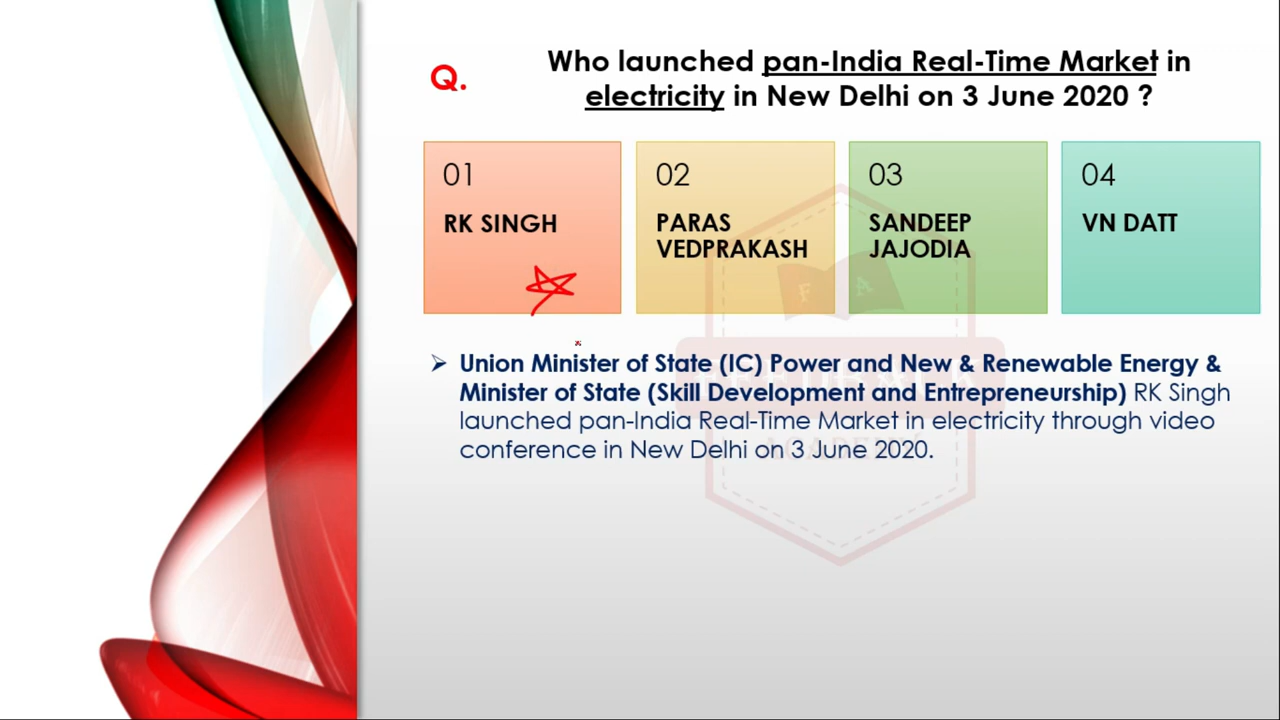 Q.
Who launched pan-India Real-Time Market in
electricity in New Delhi on 3 June 2020 ?
01
RK SINGH
02
PARAS
VEDPRAKASH
03
SANDEEP
JAJODIA
04
VN DATT
F A
➢ Union Minister of State (IC) Power and New & Renewable Energy &
Minister of State (Skill Development and Entrepreneurship) RK Singh
launched pan-India Real-Time Market in electricity through video
conference in New Delhi on 3 June 2020.
ACADEMY